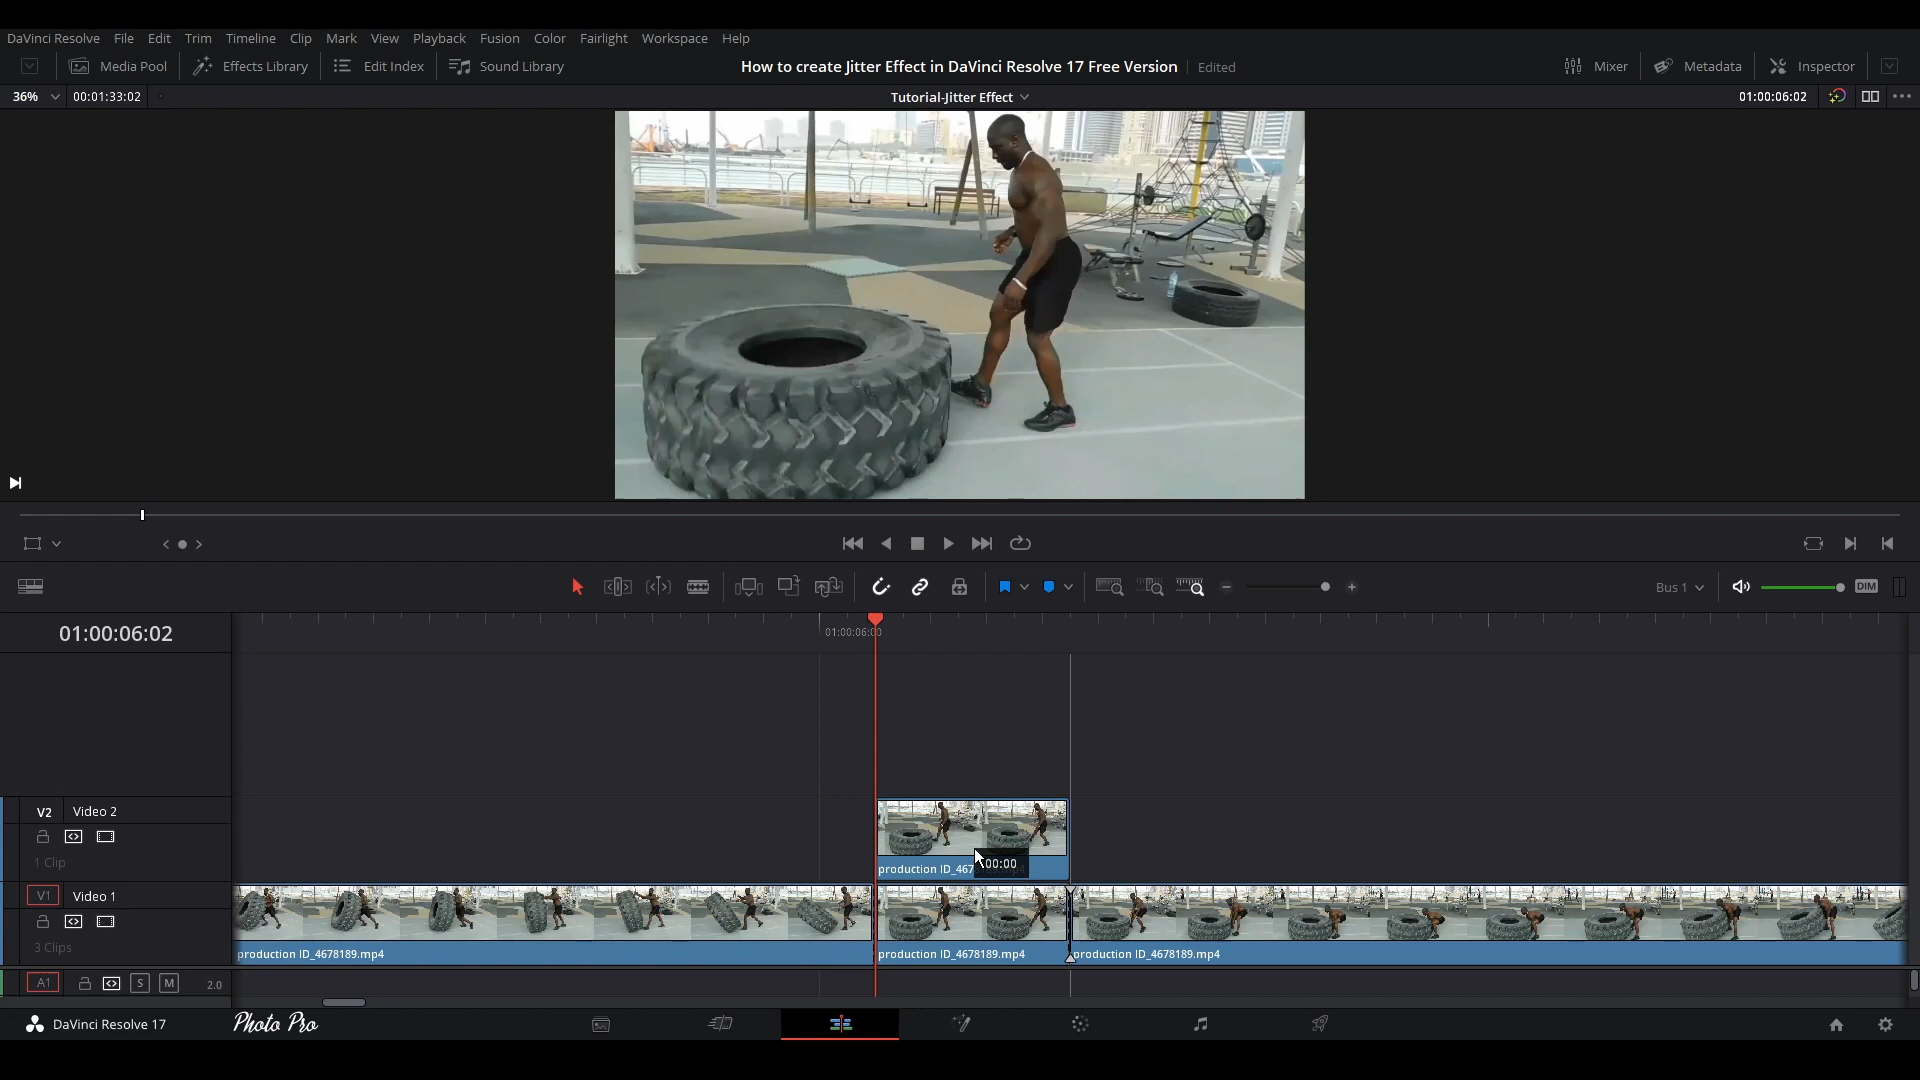 DaVinci Resolve File Edit Trim Timeline Clip Mark View Playback Fusion Color Fairlight Workspace Help
Media Pool Effects Library Edit Index Sound Library How to create Jitter Effect in DaVinci Resolve 17 Free Version Edited Mixer Metadata Inspector
36% 00:01:33:02 Tutorial-Jitter Effect 01:00:06:02
Bus 1 DIM
01:00:06:02 01:00:06:00
V2 Video 2
1 Clip 00:00
production ID_467
V1 Video 1
3 Clips
production ID_4678189.mp4 production ID_4678189.mp4 production ID_4678189.mp4
A1 S M 2.0
DaVinci Resolve 17 Photo Pro